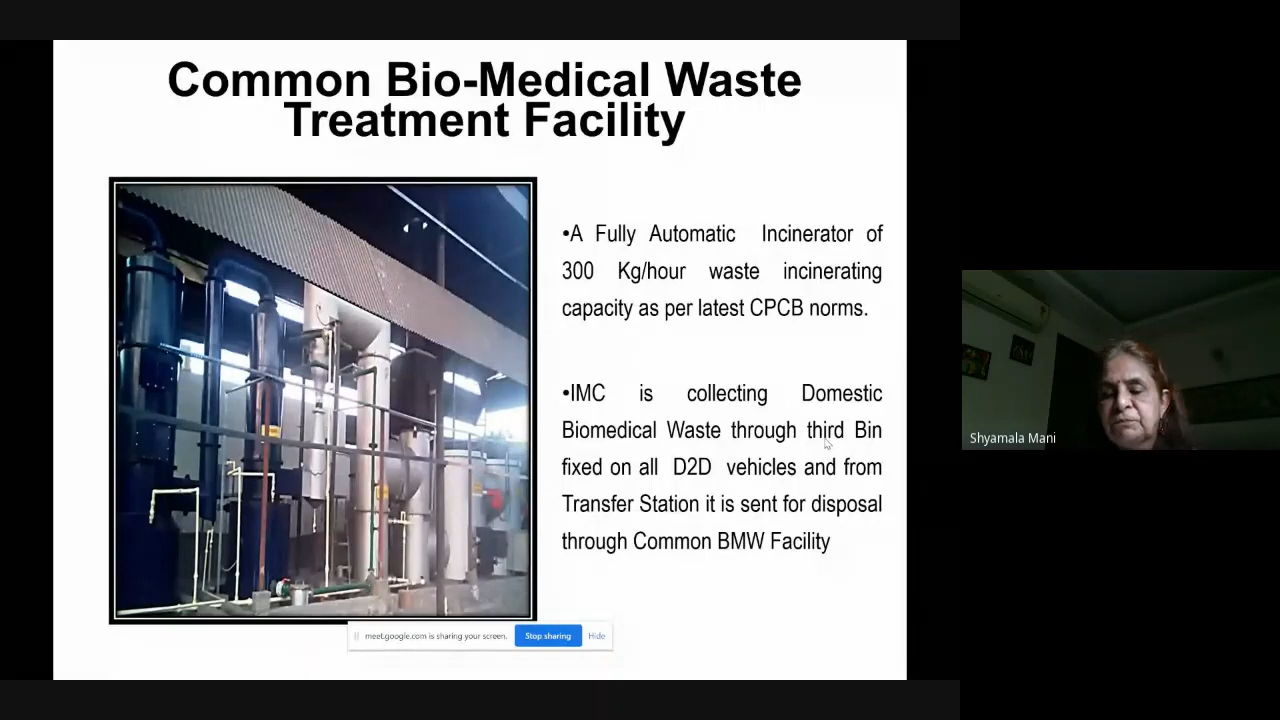 Common Bio-Medical Waste
Treatment Facility
•A Fully Automatic Incinerator of
300 Kg/hour waste incinerating
capacity as per latest CPCB norms.
•IMC is collecting Domestic
Biomedical Waste through third Bin
fixed on all D2D vehicles and from
Transfer Station it is sent for disposal
through Common BMW Facility
meet.google.com is sharing your screen.
Stop sharing
Hide
Shyamala Mani